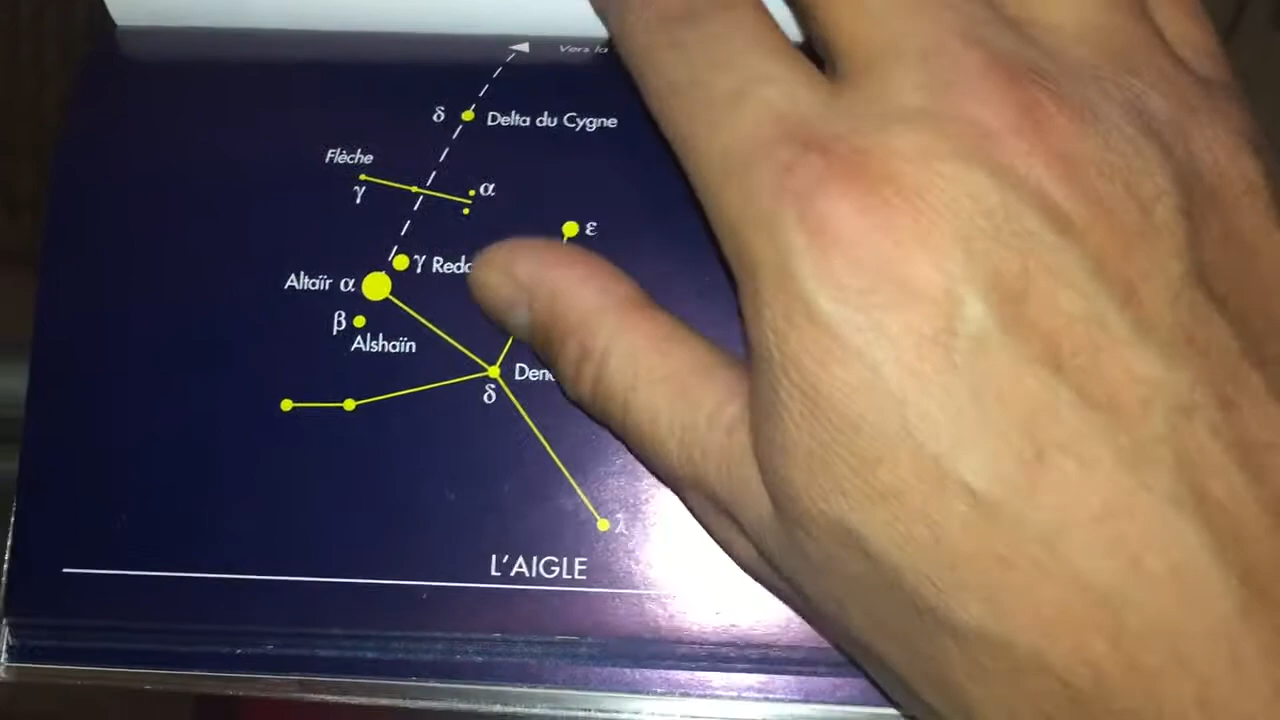 Vers la
δ Delta du Cygne
Flèche
γ α
ε
γ
Altaïr α
β
Alshaïn
δ
λ
L'AIGLE